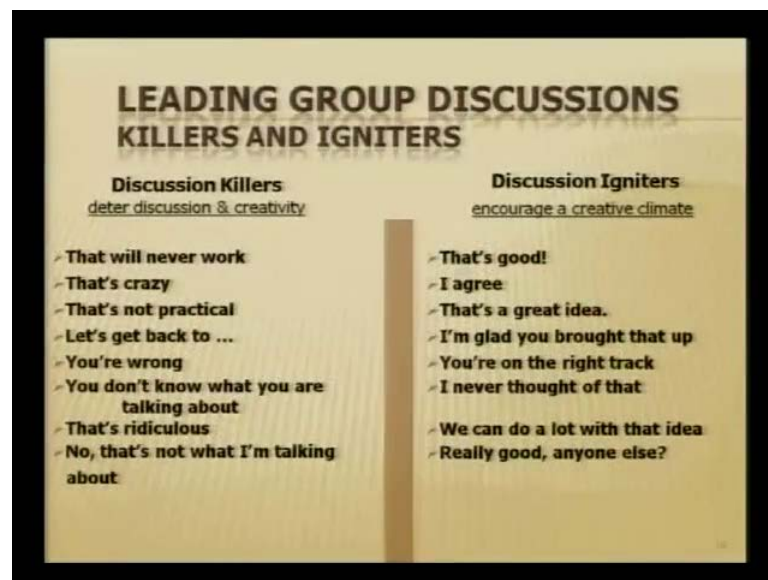 LEADING GROUP DISCUSSIONS
KILLERS AND IGNITERS
Discussion Killers
deter discussion & creativity
That will never work
That's crazy
That's not practical
Let's get back to ...
You're wrong
You don't know what you are
talking about
That's ridiculous
No, that's not what I'm talking
about
Discussion Igniters
encourage a creative climate
That's good!
I agree
That's a great idea.
I'm glad you brought that up
You're on the right track
I never thought of that
We can do a lot with that idea
Really good, anyone else?